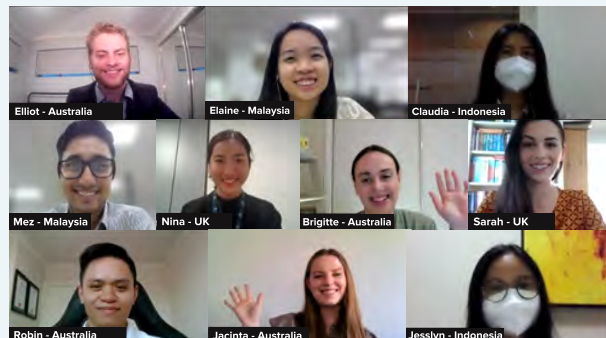 Elliot - Australia
Elaine - Malaysia
Claudia - Indonesia
Mez - Malaysia
Nina - UK
Brigitte - Australia
Sarah - UK
Robin - Australia
Jacinta - Australia
Jesslyn - Indonesia